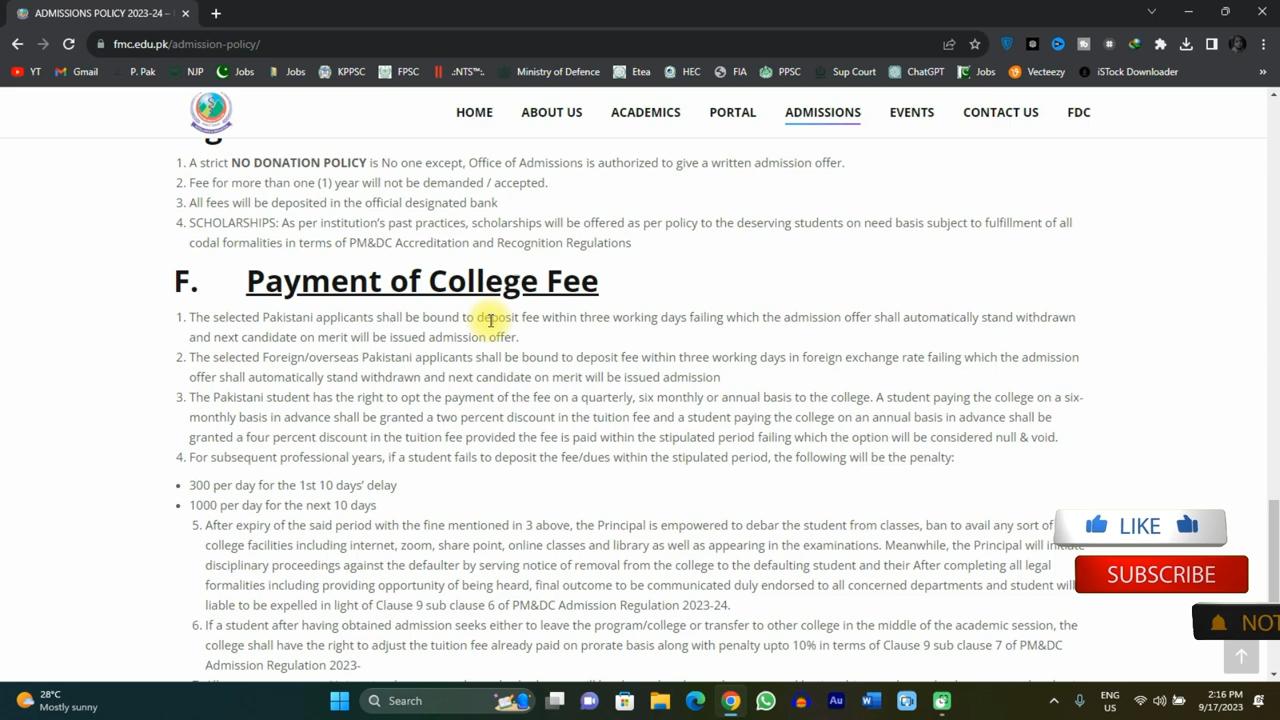 ADMISSIONS POLICY 2023-24 –
fmc.edu.pk/admission-policy/
YT Gmail P. Pak NJP Jobs Jobs KPPSC FPSC .:NTS™:. Ministry of Defence Etea HEC FIA PPSC Sup Court ChatGPT Jobs Vecteezy iSTock Downloader »
HOME ABOUT US ACADEMICS PORTAL ADMISSIONS EVENTS CONTACT US FDC
1. A strict NO DONATION POLICY is No one except, Office of Admissions is authorized to give a written admission offer.
2. Fee for more than one (1) year will not be demanded / accepted.
3. All fees will be deposited in the official designated bank
4. SCHOLARSHIPS: As per institution's past practices, scholarships will be offered as per policy to the deserving students on need basis subject to fulfillment of all
codal formalities in terms of PM&DC Accreditation and Recognition Regulations
F. Payment of College Fee
1. The selected Pakistani applicants shall be bound to deposit fee within three working days failing which the admission offer shall automatically stand withdrawn
and next candidate on merit will be issued admission offer.
2. The selected Foreign/overseas Pakistani applicants shall be bound to deposit fee within three working days in foreign exchange rate failing which the admission
offer shall automatically stand withdrawn and next candidate on merit will be issued admission
3. The Pakistani student has the right to opt the payment of the fee on a quarterly, six monthly or annual basis to the college. A student paying the college on a six-
monthly basis in advance shall be granted a two percent discount in the tuition fee and a student paying the college on an annual basis in advance shall be
granted a four percent discount in the tuition fee provided the fee is paid within the stipulated period failing which the option will be considered null & void.
4. For subsequent professional years, if a student fails to deposit the fee/dues within the stipulated period, the following will be the penalty:
• 300 per day for the 1st 10 days' delay
• 1000 per day for the next 10 days
5. After expiry of the said period with the fine mentioned in 3 above, the Principal is empowered to debar the student from classes, ban to avail any sort of
college facilities including internet, zoom, share point, online classes and library as well as appearing in the examinations. Meanwhile, the Principal will initiate
disciplinary proceedings against the defaulter by serving notice of removal from the college to the defaulting student and their After completing all legal
formalities including providing opportunity of being heard, final outcome to be communicated duly endorsed to all concerned departments and student will
liable to be expelled in light of Clause 9 sub clause 6 of PM&DC Admission Regulation 2023-24.
6. If a student after having obtained admission seeks either to leave the program/college or transfer to other college in the middle of the academic session, the
college shall have the right to adjust the tuition fee already paid on prorate basis along with penalty upto 10% in terms of Clause 9 sub clause 7 of PM&DC
Admission Regulation 2023-
LIKE
SUBSCRIBE
NOT
28°C
Mostly sunny
Search
ENG
US
2:16 PM
9/17/2023